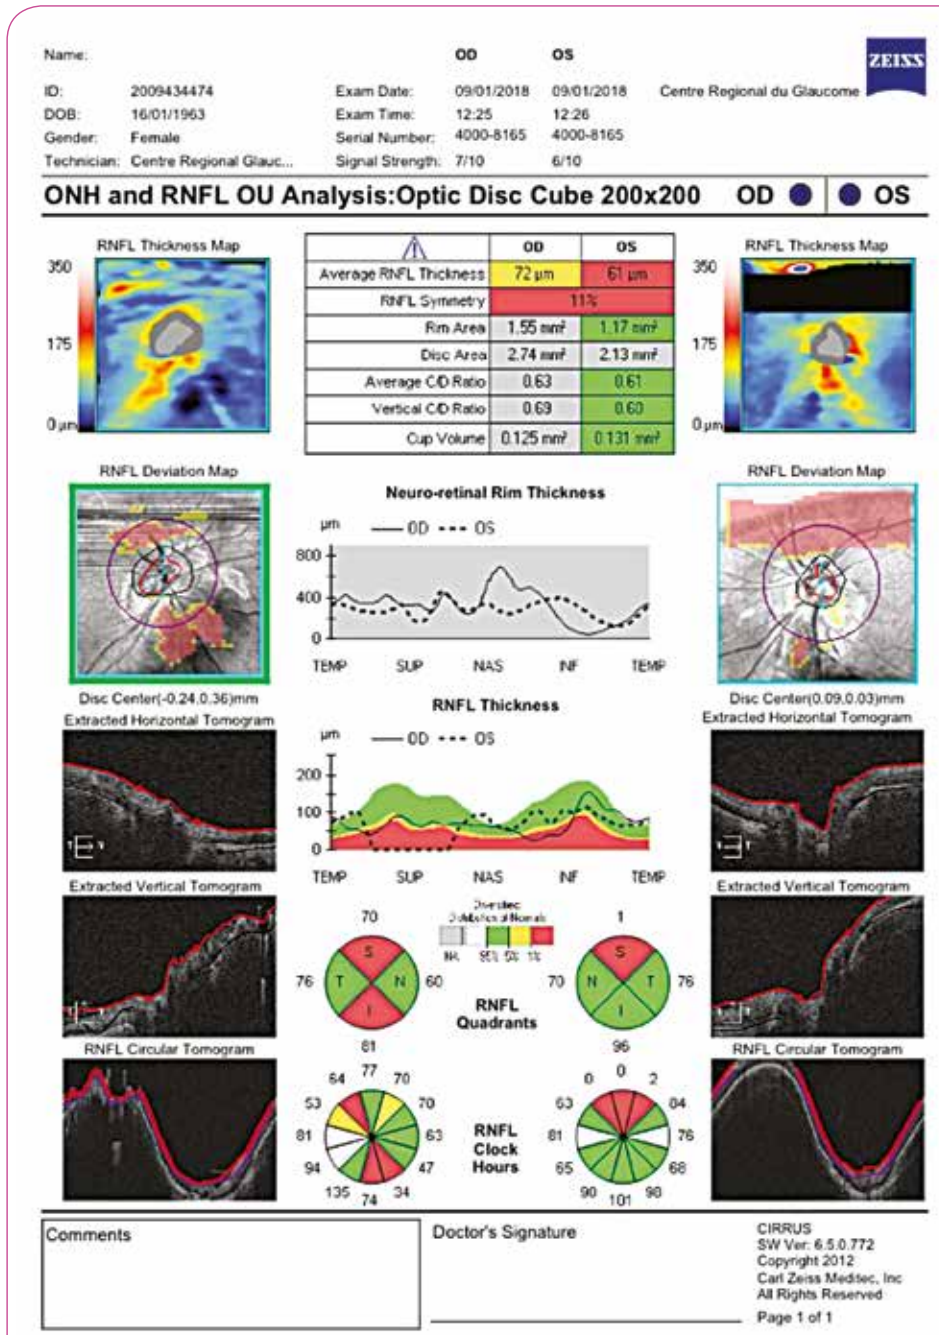 Name: OD OS
ZEISS
ID: 2009434474 Exam Date: 09/01/2018 09/01/2018 Centre Regional du Glaucome
DOB: 16/01/1963 Exam Time: 12:25 12:26
Gender: Female Serial Number: 4000-8165 4000-8165
Technician: Centre Regional Glauc... Signal Strength: 7/10 6/10
ONH and RNFL OU Analysis:Optic Disc Cube 200x200 OD OS
RNFL Thickness Map
350
175
0 µm
OD OS
Average RNFL Thickness 72 µm 61 µm
RNFL Symmetry 11%
Rim Area 1.55 mm² 1.17 mm²
Disc Area 2.74 mm² 2.13 mm²
Average C/D Ratio 0.63 0.61
Vertical C/D Ratio 0.69 0.60
Cup Volume 0.125 mm³ 0.131 mm³
RNFL Thickness Map
350
175
0 µm
RNFL Deviation Map
Disc Center(-0.24,0.36)mm
Neuro-retinal Rim Thickness
µm OD OS
800
400
0
TEMP SUP NAS INF TEMP
RNFL Deviation Map
Disc Center(0.09,0.03)mm
Extracted Horizontal Tomogram
RNFL Thickness
µm OD OS
200
100
0
TEMP SUP NAS INF TEMP
Extracted Horizontal Tomogram
Extracted Vertical Tomogram
70
S
76 T N 60
I
81
Distribution of Normals
NA 95% 5% 1%
RNFL
Quadrants
1
S
70 N T 76
I
96
Extracted Vertical Tomogram
RNFL Circular Tomogram
77
64 70
53 70
81 63
94 47
135 34
74
RNFL
Clock
Hours
0
0 2
63 84
81 76
65 68
90 98
101
RNFL Circular Tomogram
Comments
Doctor's Signature
CIRRUS
SW Ver: 6.5.0.772
Copyright 2012
Carl Zeiss Meditec, Inc
All Rights Reserved
Page 1 of 1